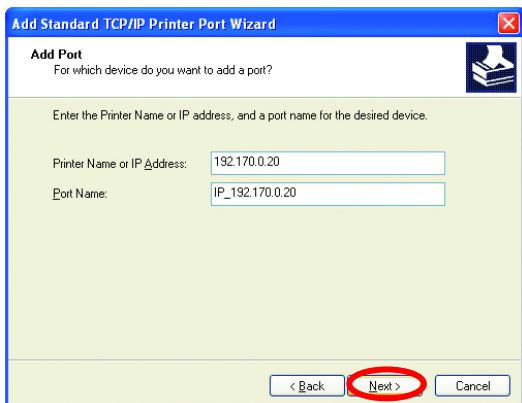 Add Standard TCP/IP Printer Port Wizard
Add Port
For which device do you want to add a port?
Enter the Printer Name or IP address, and a port name for the desired device.
Printer Name or IP Address: 192.170.0.20
Port Name: IP_192.170.0.20
< Back Next > Cancel